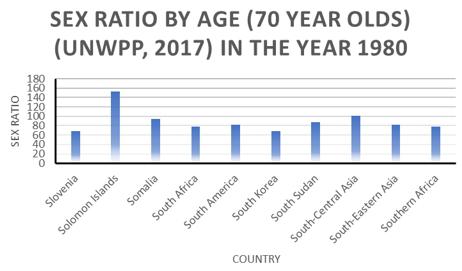 SEX RATIO BY AGE (70 YEAR OLDS)
(UNWPP, 2017) IN THE YEAR 1980
SEX RATIO
180
160
140
120
100
80
60
40
20
0
Slovenia
Solomon Islands
Somalia
South Africa
South America
South Korea
South Sudan
South-Central Asia
South-Eastern Asia
Southern Africa
COUNTRY